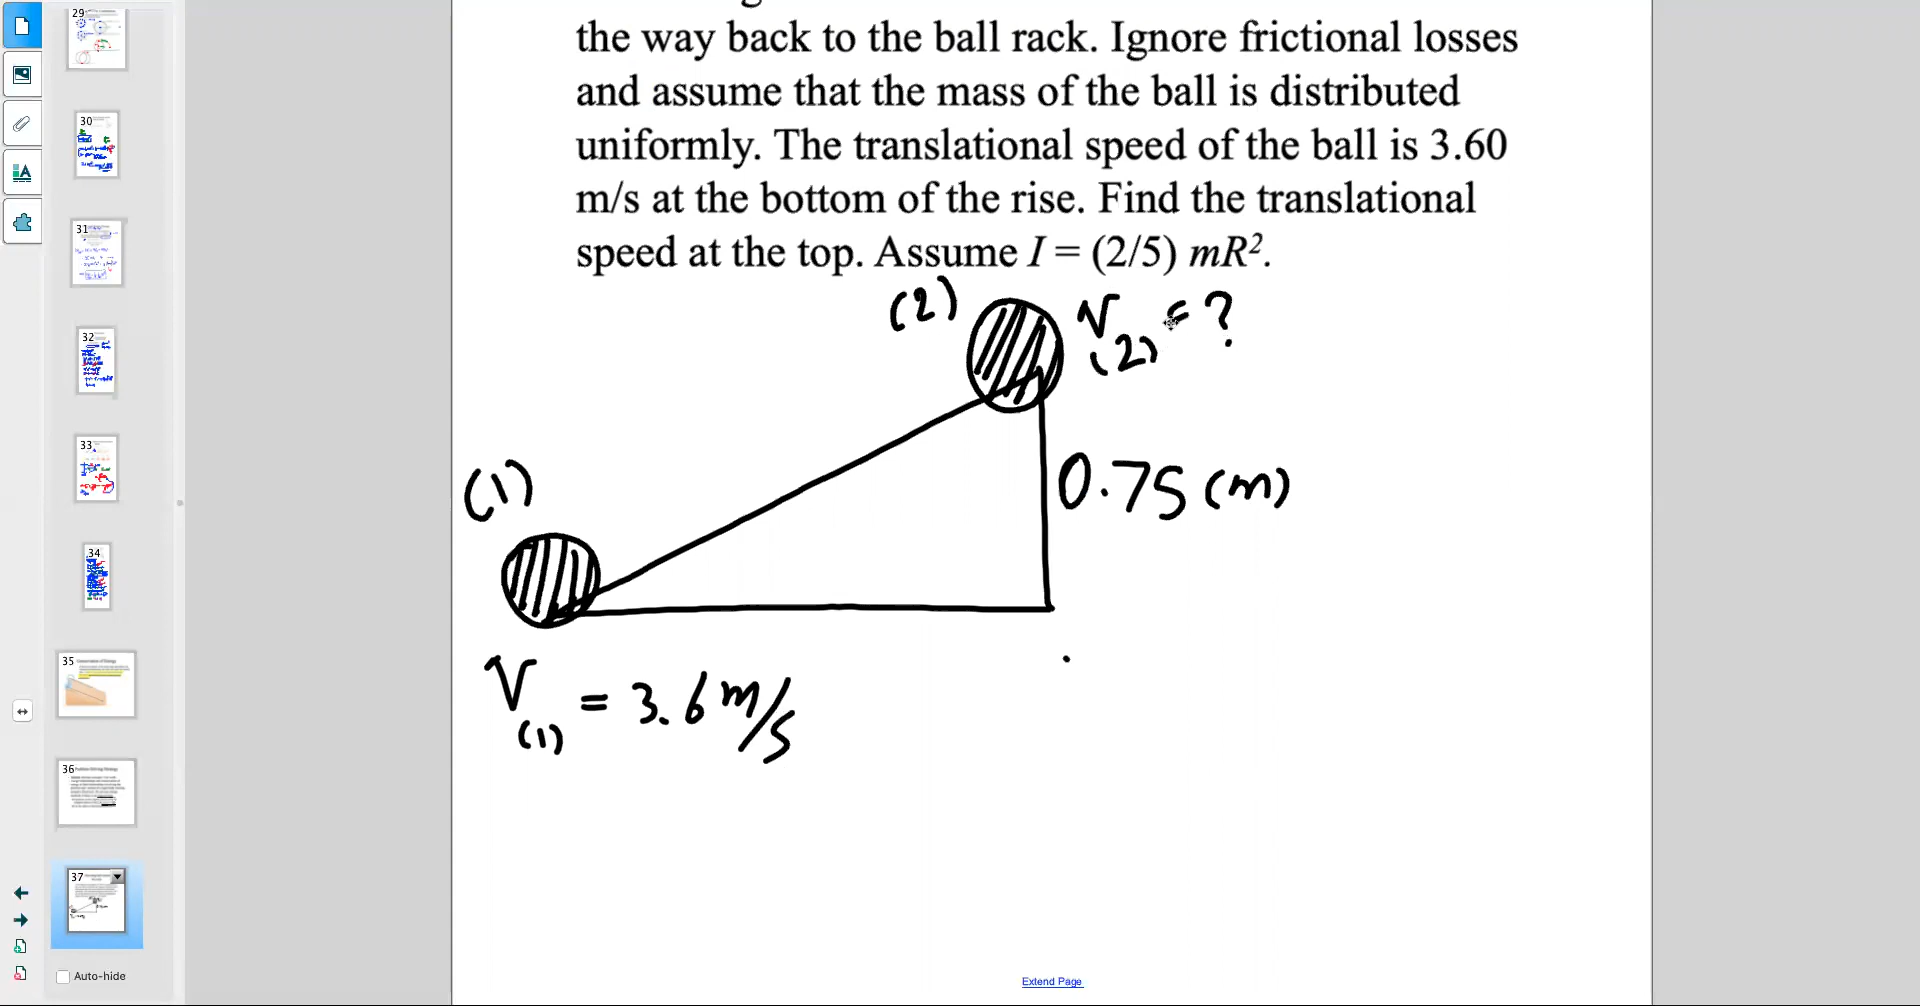 29
30
31
32
33
34
35
36
37
Auto-hide
the way back to the ball rack. Ignore frictional losses
and assume that the mass of the ball is distributed
uniformly. The translational speed of the ball is 3.60
m/s at the bottom of the rise. Find the translational
speed at the top. Assume I = (2/5) mR².
(2) V(2) = ?
0.75 (m)
(1)
V(1) = 3.6 m/s
Extend Page